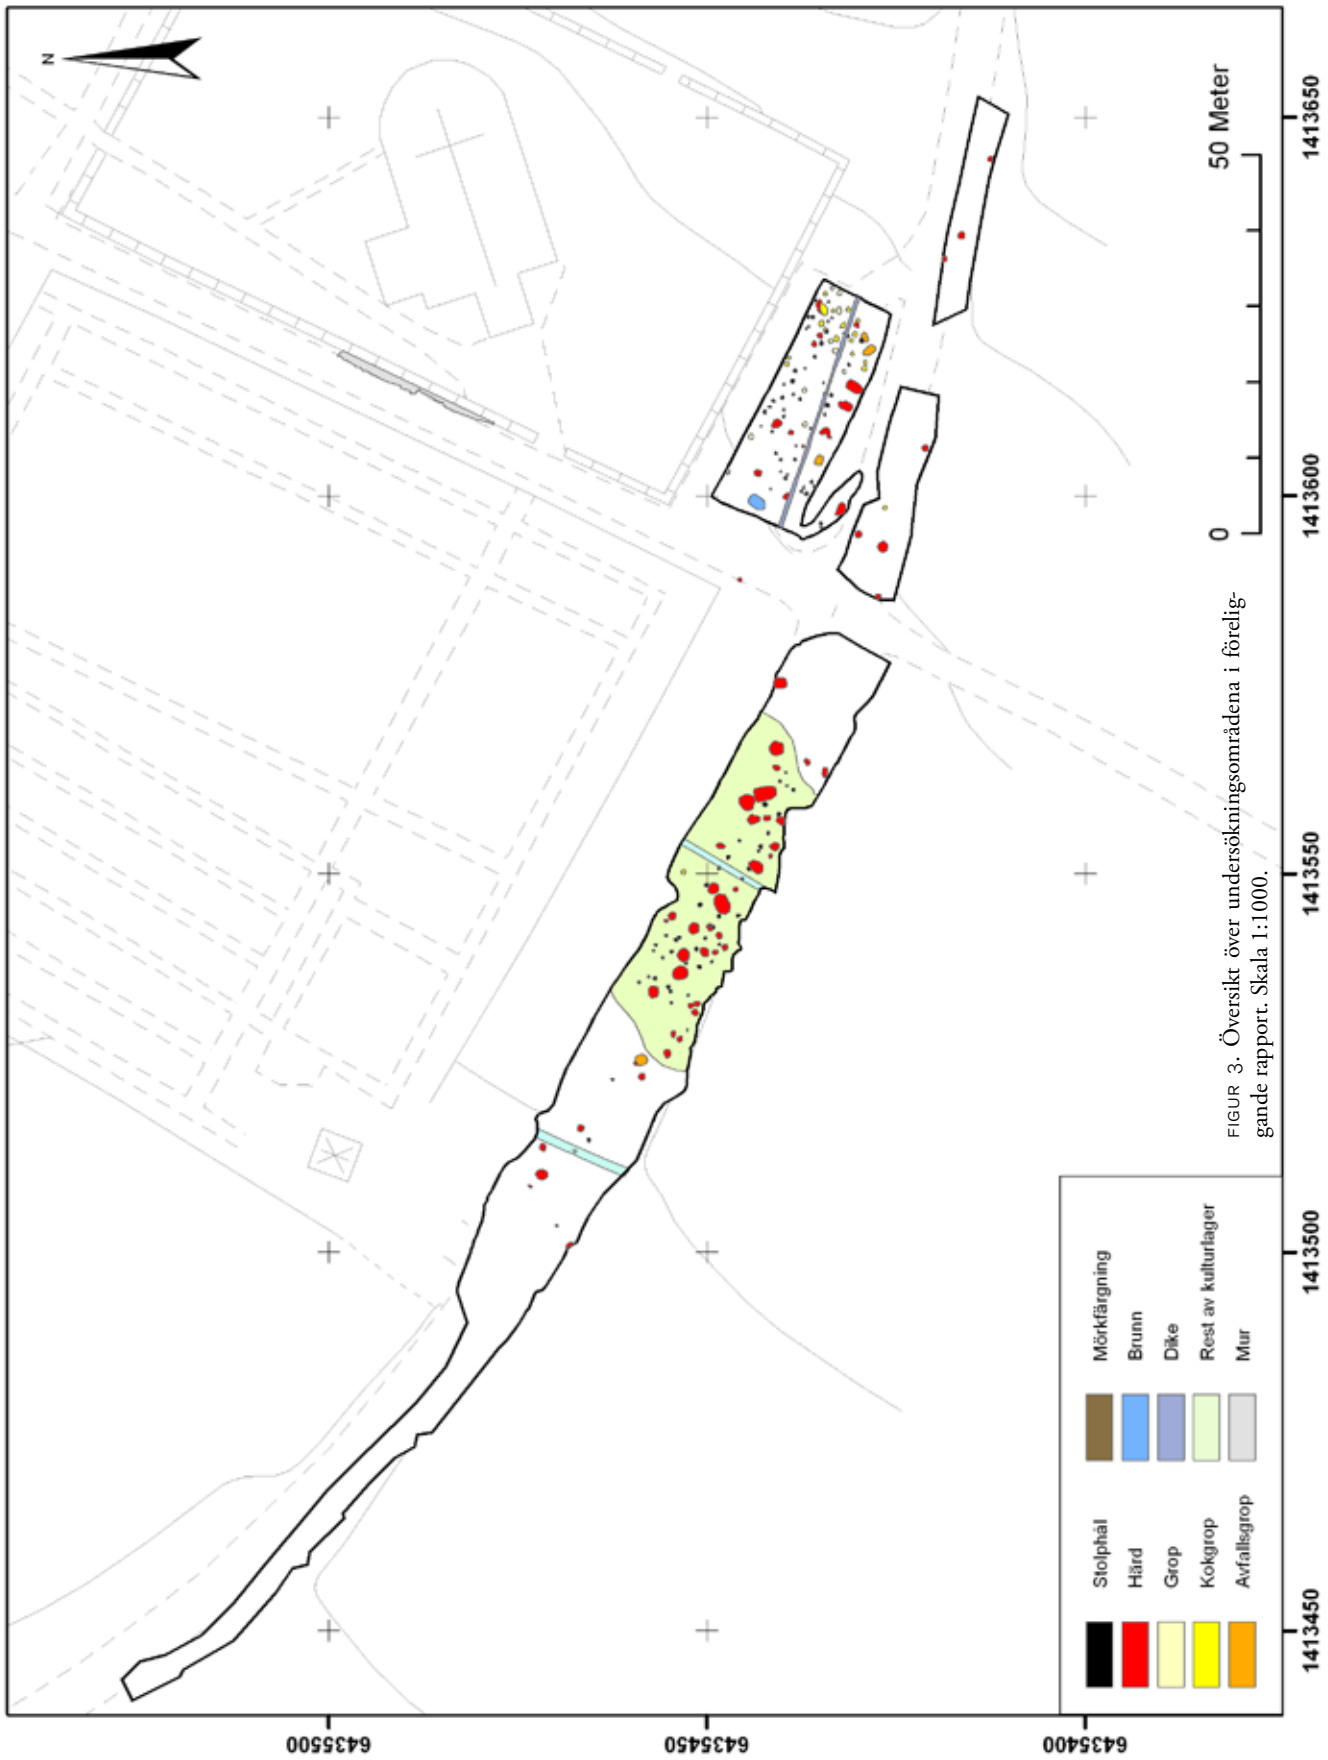 N
50 Meter
0
6435500
6435450
6435400
1413450
1413500
1413550
1413600
1413650
Stolphål
Härd
Grop
Kokgrop
Avfallsgrop
Mörkfärgning
Brunn
Dike
Rest av kulturlager
Mur
FIGUR 3. Översikt över undersökningsområdena i förelig-
gande rapport. Skala 1:1000.